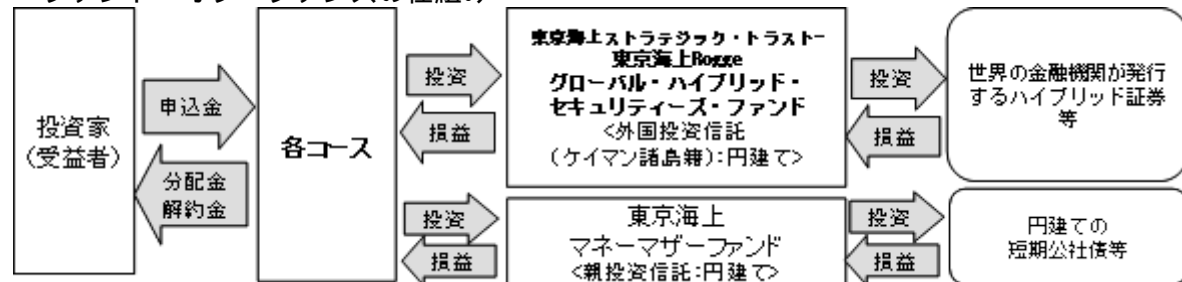 ファンド・オブ・ファンズの仕組み
投資家
(受益者)
申込金
分配金
解約金
各コース
投資
損益
東京海上ストラテジック・トラストー
東京海上Rogge
グローバル・ハイブリッド・
セキュリティーズ・ファンド
<外国投資信託
(ケイマン諸島籍):円建て>
投資
損益
世界の金融機関が発行
するハイブリッド証券
等
投資
損益
東京海上
マネーマザーファンド
<親投資信託:円建て>
投資
損益
円建ての
短期公社債等